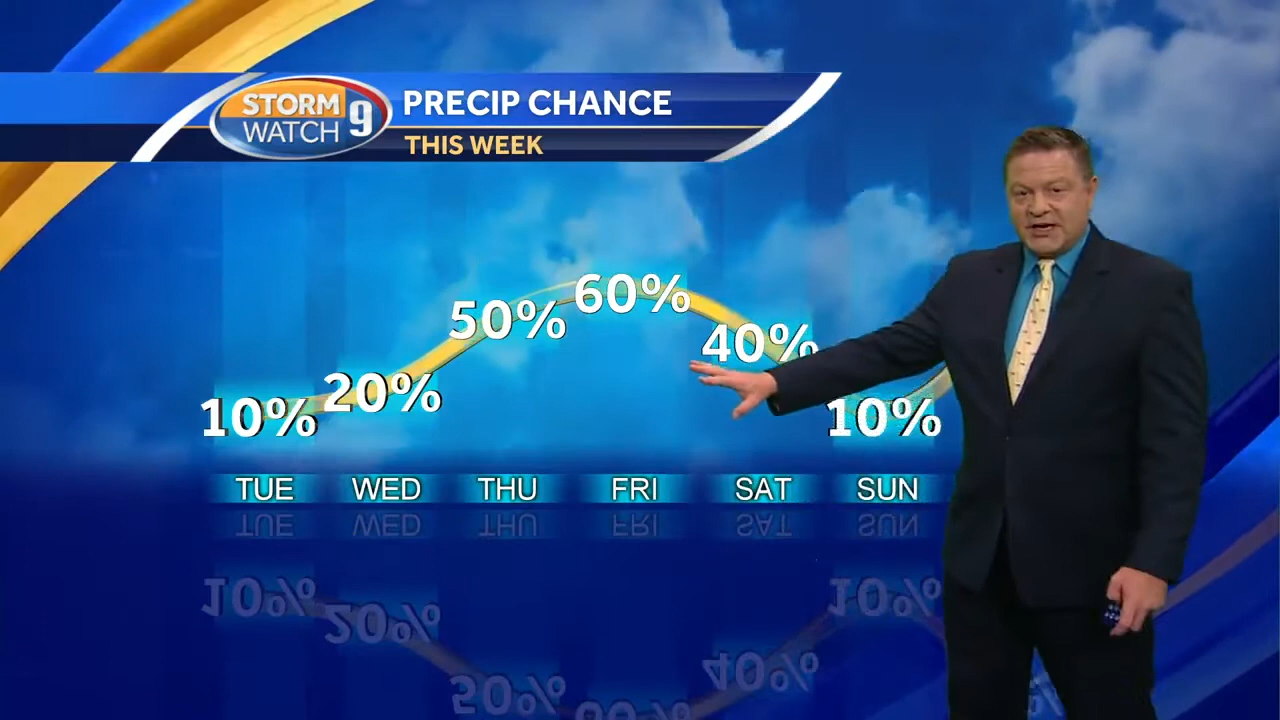 STORM
WATCH 9
PRECIP CHANCE
THIS WEEK
10% 20% 50% 60% 40% 10%
TUE WED THU FRI SAT SUN